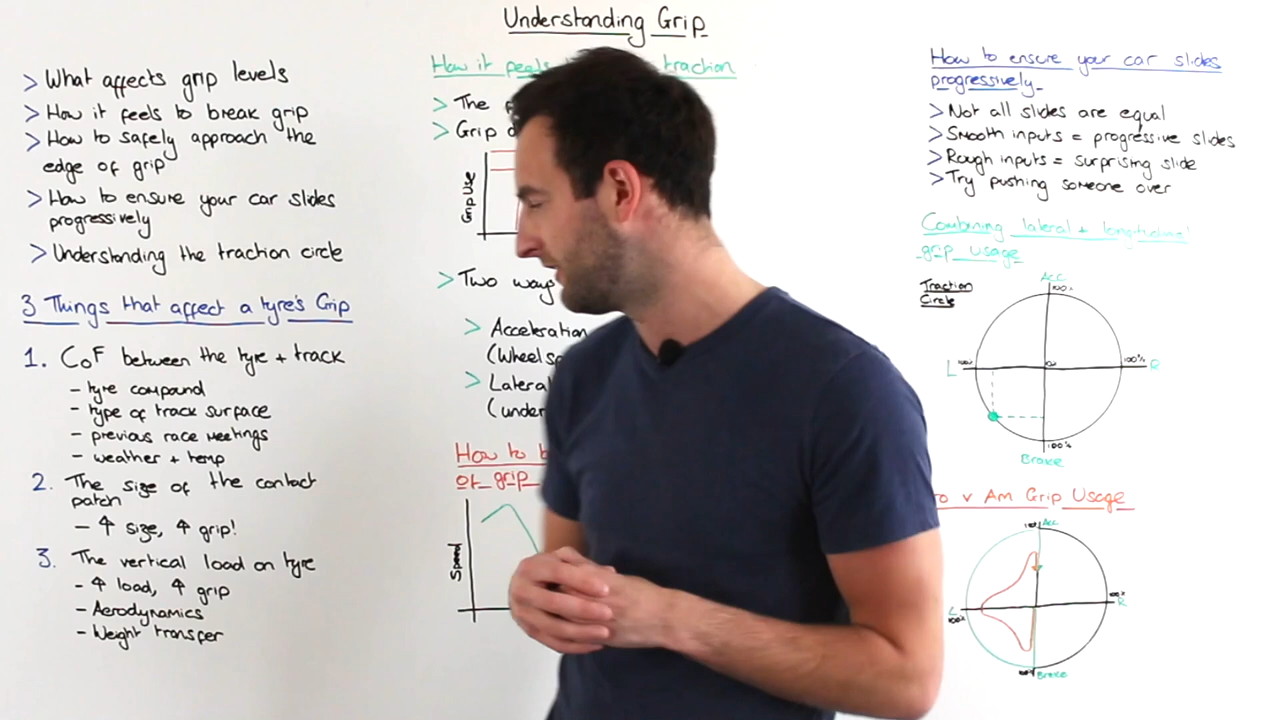 Understanding Grip
> What affects grip levels
> How it feels to break grip
> How to safely approach the
edge of grip
> How to ensure your car slides
progressively
> Understanding the traction circle
3 Things that affect a tyre's Grip
1. CoF between the tyre + track
- tyre compound
- type of track surface
- previous race meetings
- weather + temp
2. The size of the contact
patch
- ↑ size, ↑ grip!
3. The vertical load on tyre
- ↑ load, ↑ grip
- Aerodynamics
- Weight transfer
How it feels traction
> The
> Grip
Grip Use
> Two ways
> Acceleration
(Wheels
> Lateral
(under
How to
of grip
Speed
How to ensure your car slides
progressively
> Not all slides are equal
> Smooth inputs = progressive slides
> Rough inputs = surprising slide
> Try pushing someone over
Combining lateral + longitudinal
grip usage
Traction
Circle
Acc
100%
L 100% 0% 100% R
100%
Brake
v Am Grip Usage
Acc
L 100% 100% R
Brake